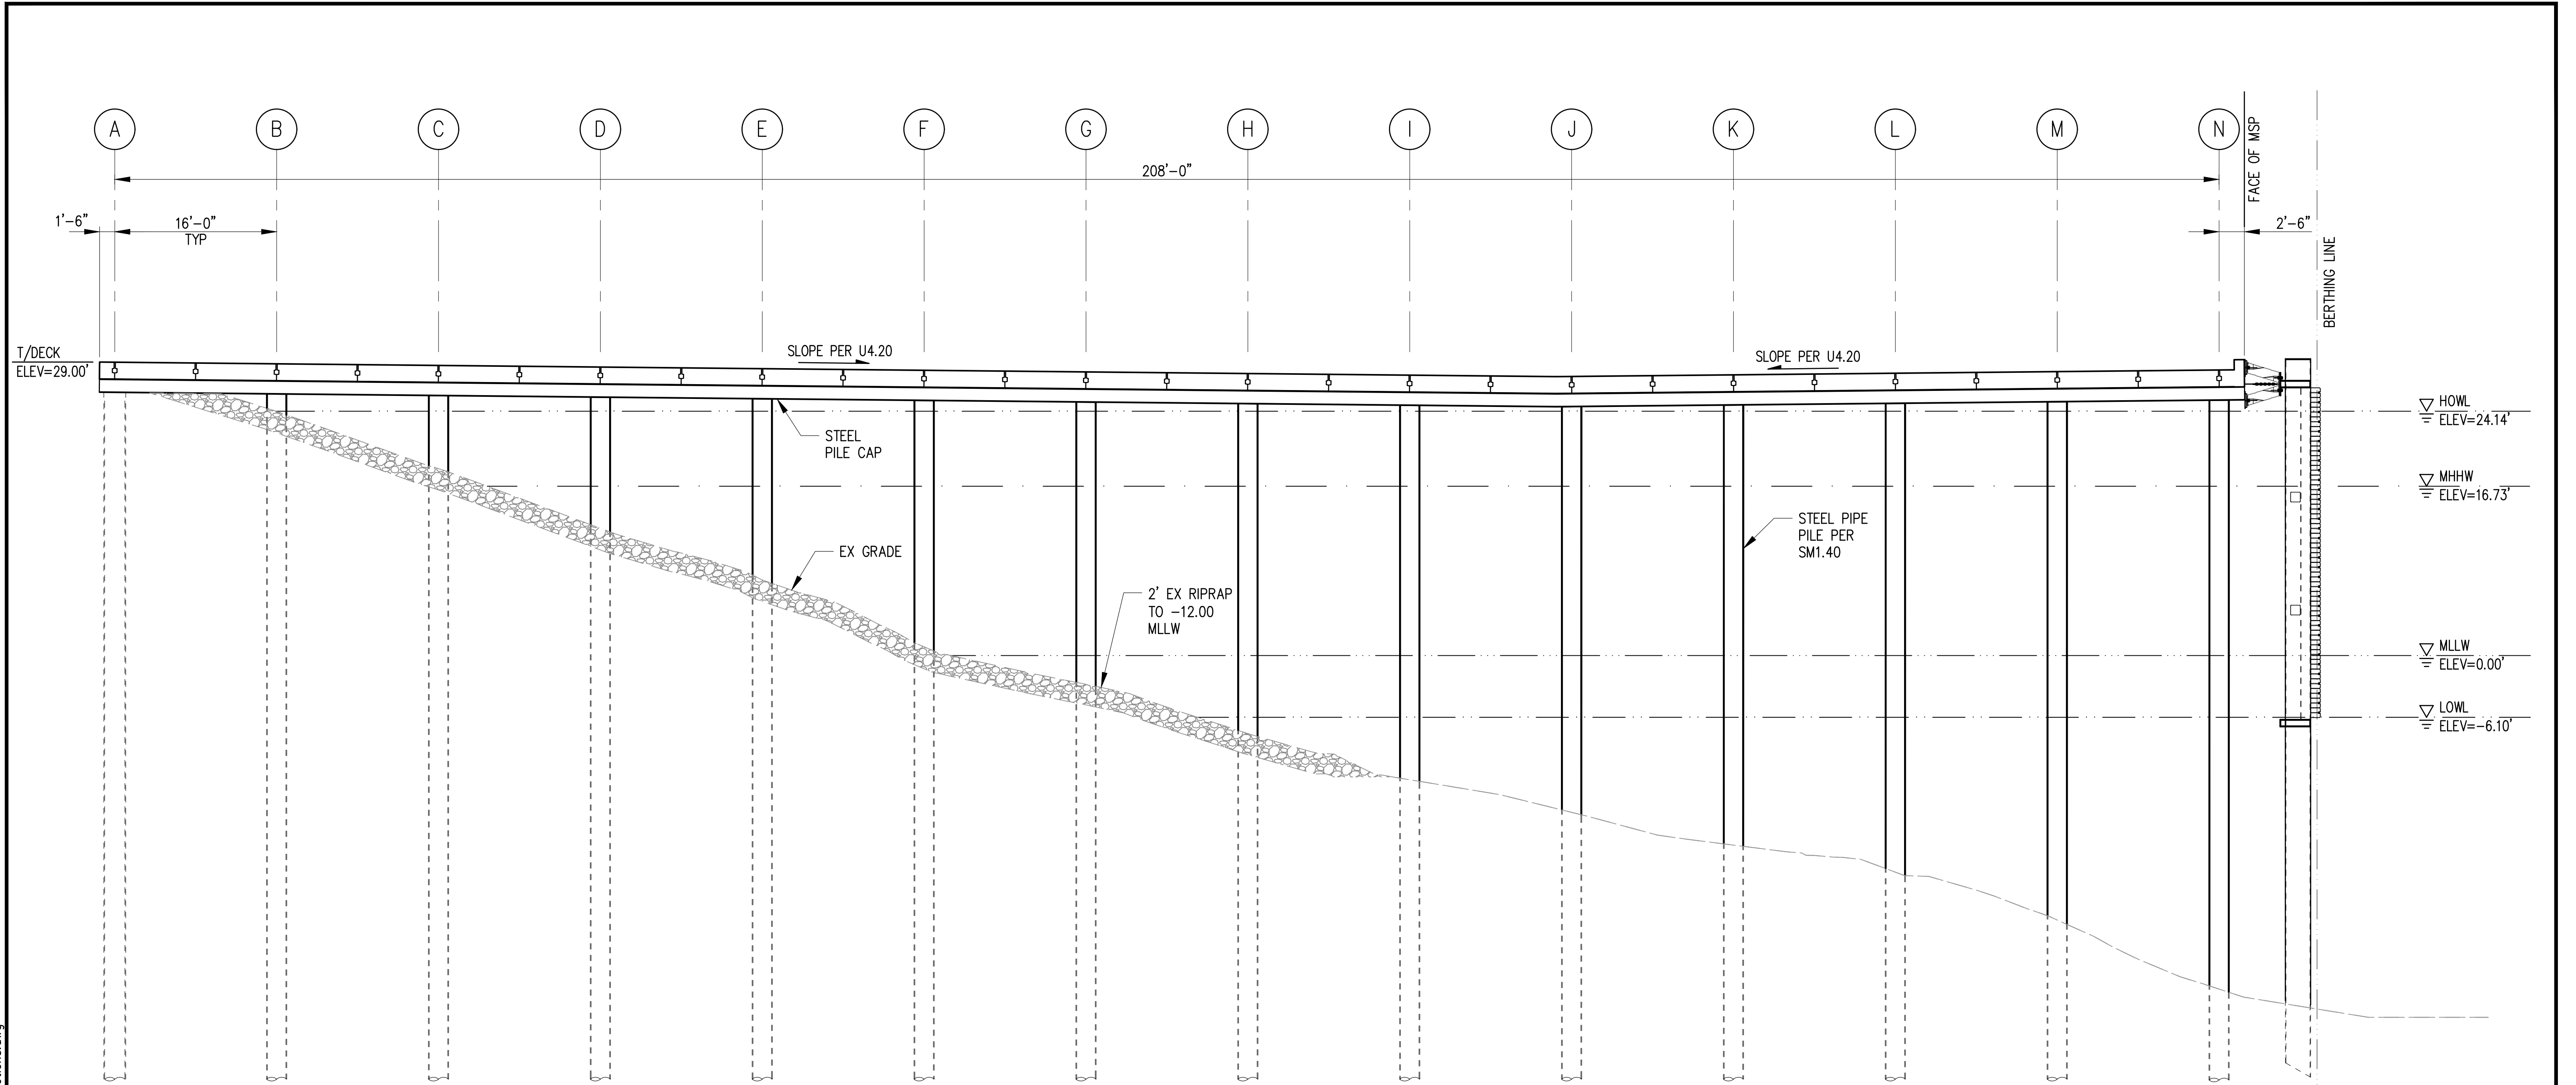 A B C D E F G H I J K L M N
208'-0"
FACE OF MSP
1'-6"
16'-0"
TYP
2'-6"
BERTHING LINE
T/DECK
ELEV=29.00'
SLOPE PER U4.20
SLOPE PER U4.20
HOWL
ELEV=24.14'
STEEL
PILE CAP
MHHW
ELEV=16.73'
STEEL PIPE
PILE PER
SM1.40
EX GRADE
2' EX RIPRAP
TO -12.00
MLLW
MLLW
ELEV=0.00'
LOWL
ELEV=-6.10'